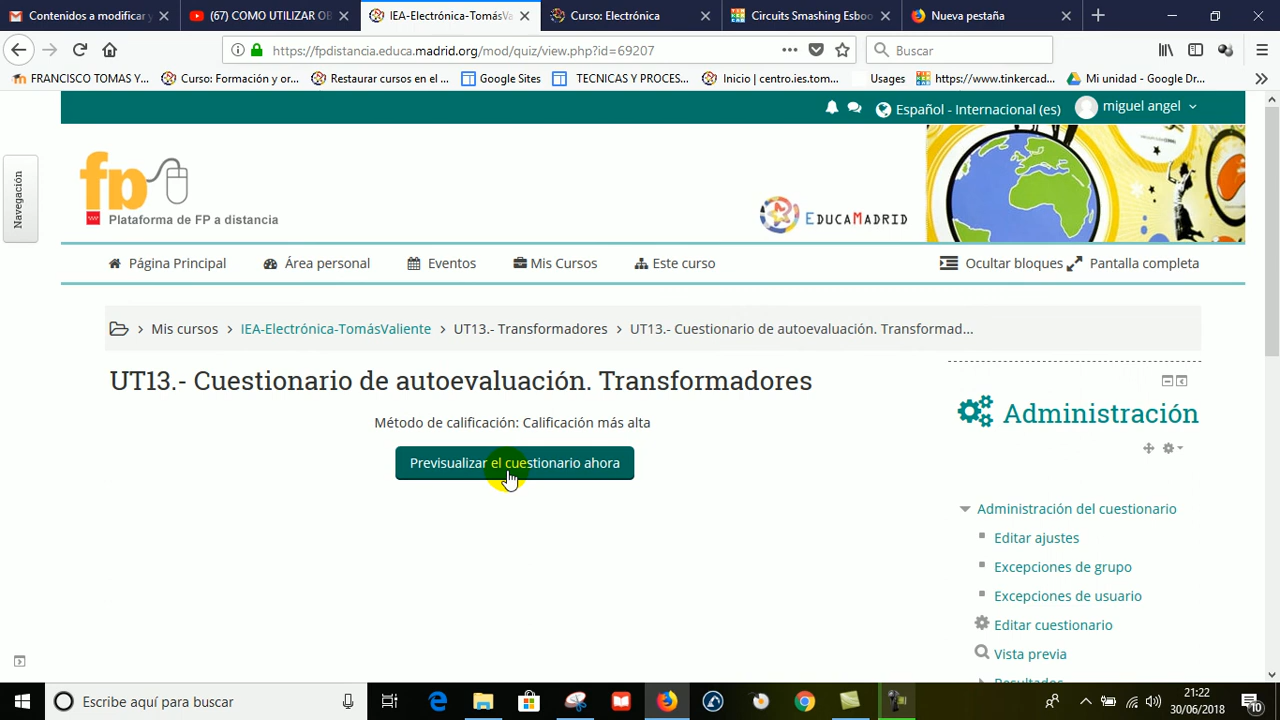 Contenidos a modificar y
(67) COMO UTILIZAR OB
IEA-Electrónica-TomásVa
Curso: Electrónica
Circuits Smashing Esboo
Nueva pestaña
https://fpdistancia.educa.madrid.org/mod/quiz/view.php?id=69207
Buscar
FRANCISCO TOMAS Y...
Curso: Formación y or...
Restaurar cursos en el ...
Google Sites
TECNICAS Y PROCES...
Inicio | centro.ies.tom...
Usages
https://www.tinkercad...
Mi unidad - Google Dr...
Español - Internacional (es)
miguel angel
Navegación
fp
Plataforma de FP a distancia
EDUCAMADRID
Página Principal
Área personal
Eventos
Mis Cursos
Este curso
Ocultar bloques
Pantalla completa
Mis cursos › IEA-Electrónica-TomásValiente › UT13.- Transformadores › UT13.- Cuestionario de autoevaluación. Transformad...
UT13.- Cuestionario de autoevaluación. Transformadores
Método de calificación: Calificación más alta
Previsualizar el cuestionario ahora
Administración
Administración del cuestionario
Editar ajustes
Excepciones de grupo
Excepciones de usuario
Editar cuestionario
Vista previa
Resultados
Escribe aquí para buscar
21:22
30/06/2018
10